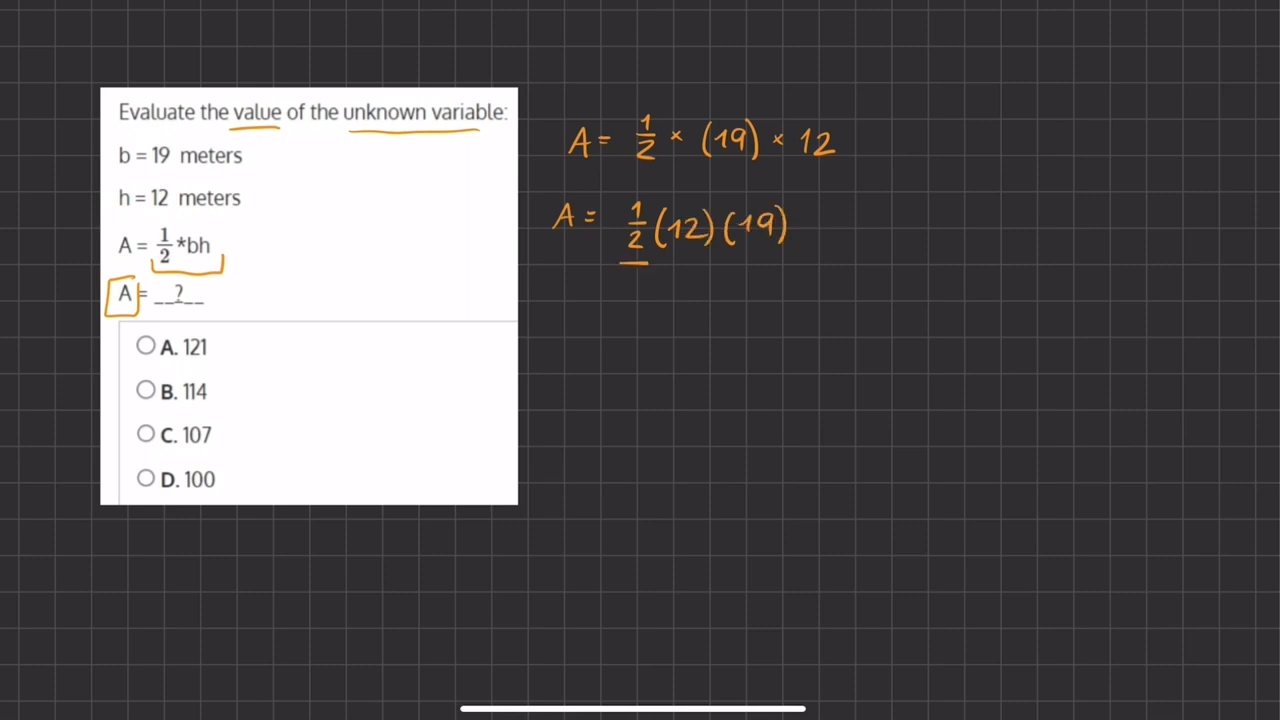 Evaluate the value of the unknown variable:
b = 19 meters
h = 12 meters
A = 1/2 *bh
A = __?__
A. 121
B. 114
C. 107
D. 100
A = 1/2 × (19) × 12
A = 1/2 (12)(19)